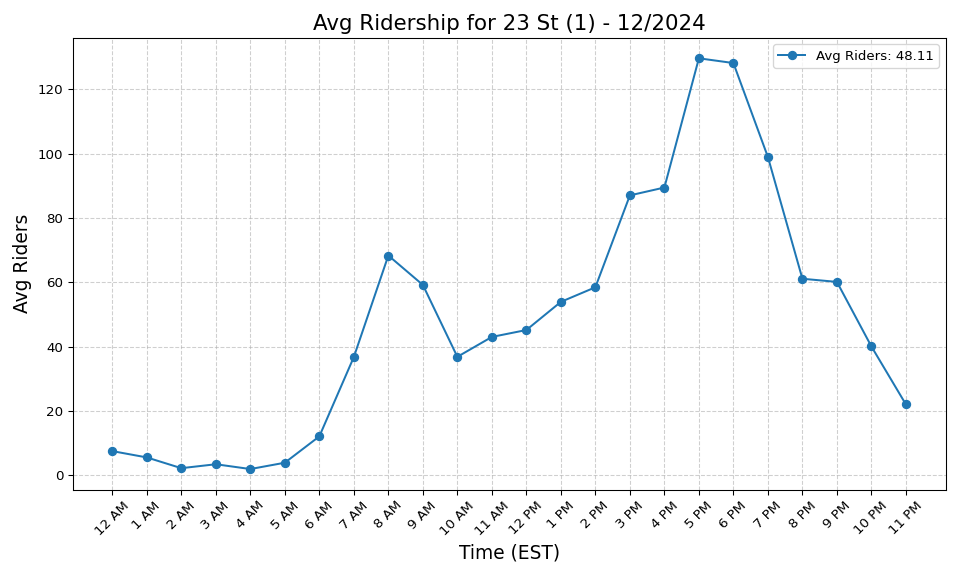 Avg Ridership for 23 St (1) - 12/2024
Avg Riders: 48.11
Avg Riders
120
100
80
60
40
20
0
12 AM
1 AM
2 AM
3 AM
4 AM
5 AM
6 AM
7 AM
8 AM
9 AM
10 AM
11 AM
12 PM
1 PM
2 PM
3 PM
4 PM
5 PM
6 PM
7 PM
8 PM
9 PM
10 PM
11 PM
Time (EST)